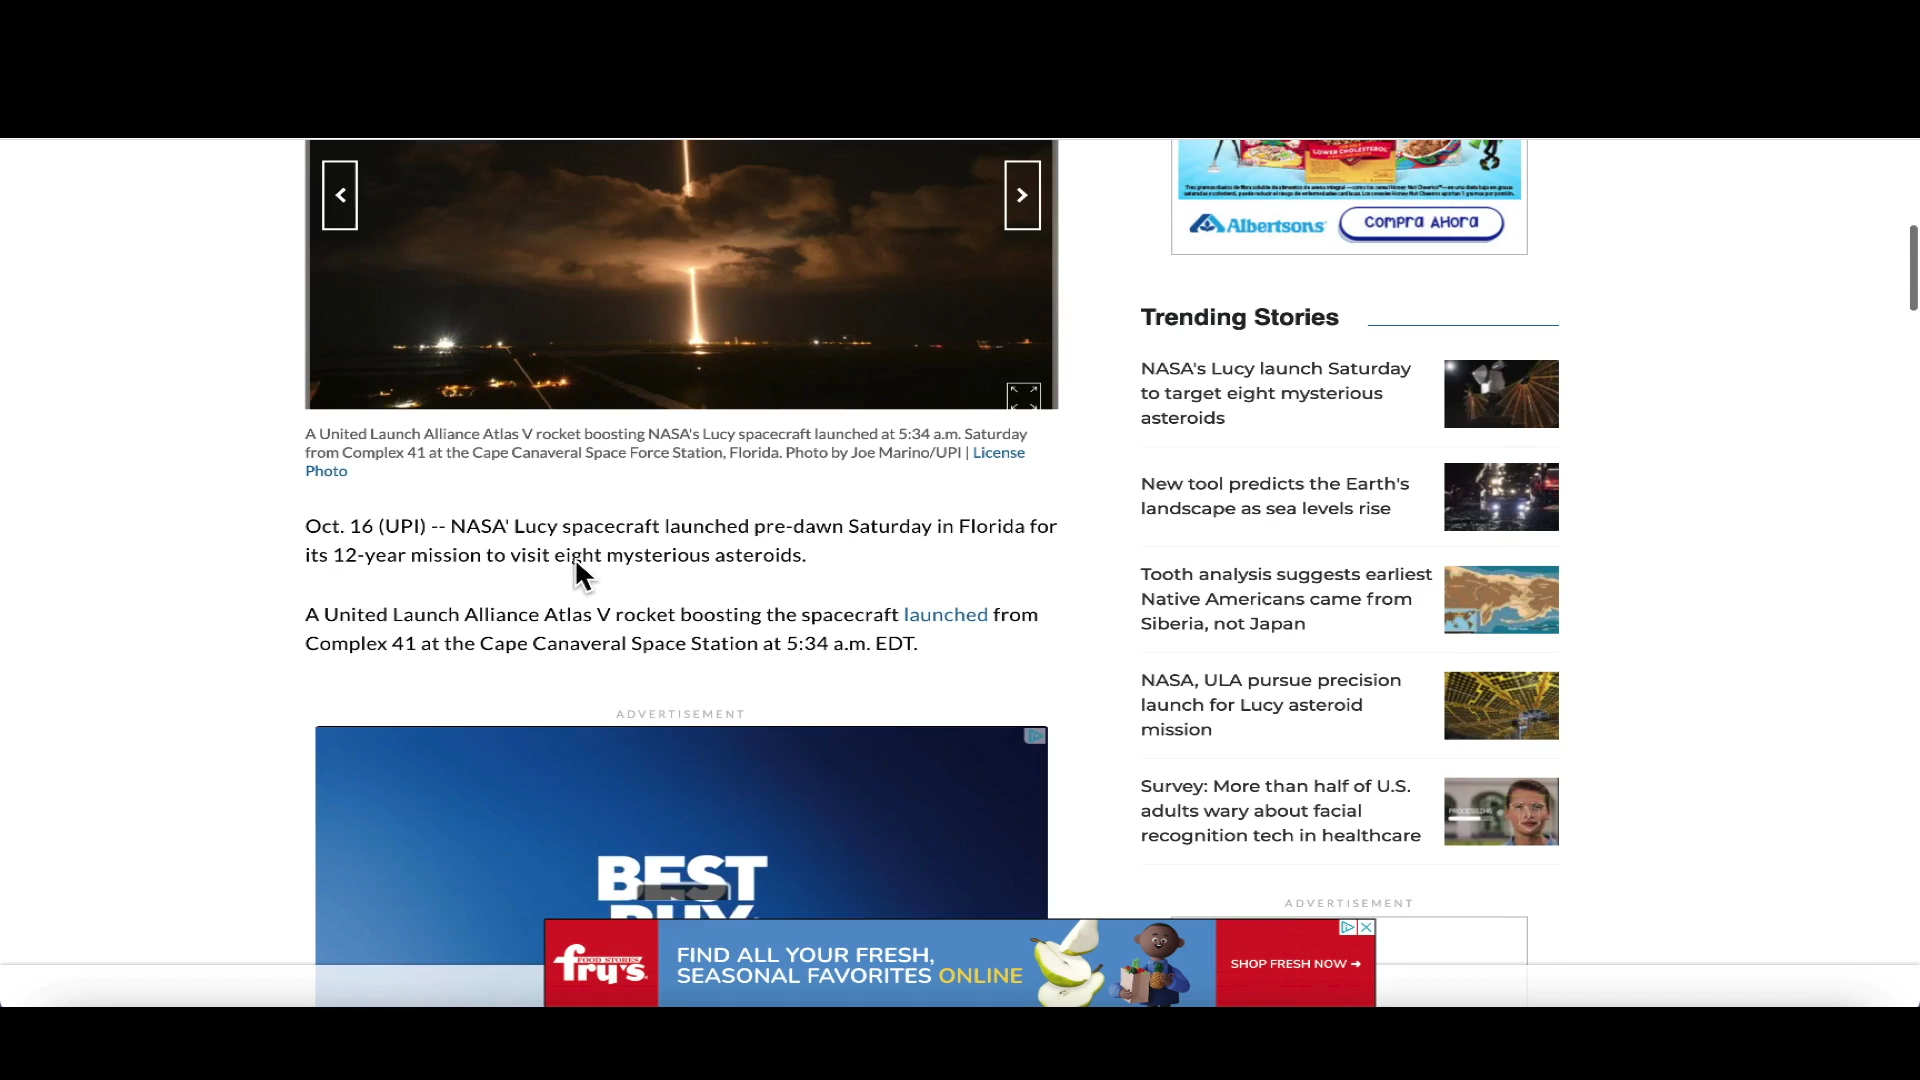 LOWER CHOLESTEROL
Albertsons
COMPRA AHORA
A United Launch Alliance Atlas V rocket boosting NASA's Lucy spacecraft launched at 5:34 a.m. Saturday
from Complex 41 at the Cape Canaveral Space Force Station, Florida. Photo by Joe Marino/UPI | License
Photo
Oct. 16 (UPI) -- NASA' Lucy spacecraft launched pre-dawn Saturday in Florida for
its 12-year mission to visit eight mysterious asteroids.
A United Launch Alliance Atlas V rocket boosting the spacecraft launched from
Complex 41 at the Cape Canaveral Space Station at 5:34 a.m. EDT.
ADVERTISEMENT
BEST
BUY
Trending Stories
NASA's Lucy launch Saturday
to target eight mysterious
asteroids
New tool predicts the Earth's
landscape as sea levels rise
Tooth analysis suggests earliest
Native Americans came from
Siberia, not Japan
NASA, ULA pursue precision
launch for Lucy asteroid
mission
Survey: More than half of U.S.
adults wary about facial
recognition tech in healthcare
PROCESSING
ADVERTISEMENT
fry's
FOOD STORES
FIND ALL YOUR FRESH,
SEASONAL FAVORITES ONLINE
SHOP FRESH NOW →